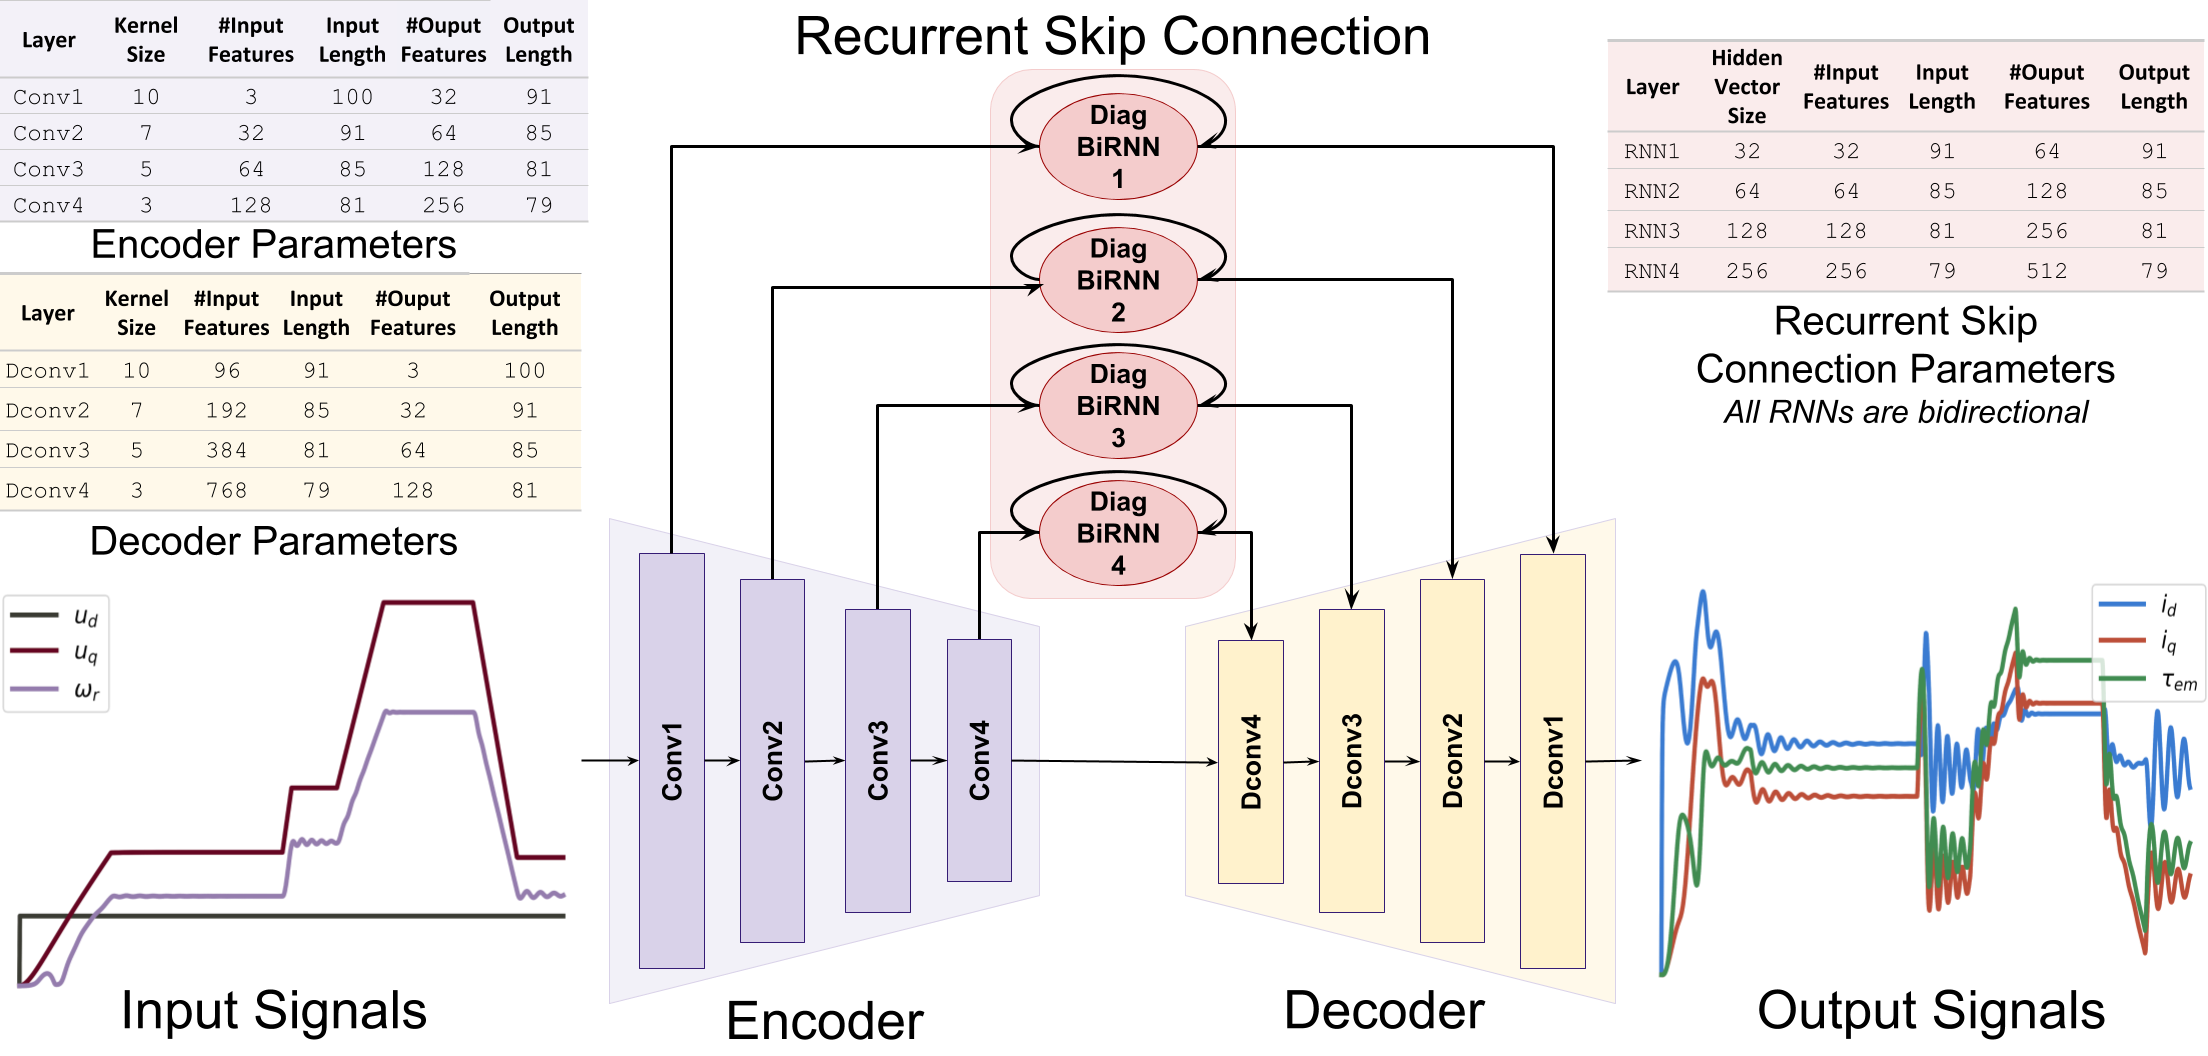 Layer Kernel Size #Input Features Input Length #Ouput Features Output Length
Conv1 10 3 100 32 91
Conv2 7 32 91 64 85
Conv3 5 64 85 128 81
Conv4 3 128 81 256 79
Encoder Parameters
Layer Kernel Size #Input Features Input Length #Ouput Features Output Length
Dconv1 10 96 91 3 100
Dconv2 7 192 85 32 91
Dconv3 5 384 81 64 85
Dconv4 3 768 79 128 81
Decoder Parameters
u_d
u_q
ω_r
Input Signals
Recurrent Skip Connection
Diag
BiRNN
1
Diag
BiRNN
2
Diag
BiRNN
3
Diag
BiRNN
4
Conv1
Conv2
Conv3
Conv4
Dconv4
Dconv3
Dconv2
Dconv1
Encoder
Decoder
Layer Hidden Vector Size #Input Features Input Length #Ouput Features Output Length
RNN1 32 32 91 64 91
RNN2 64 64 85 128 85
RNN3 128 128 81 256 81
RNN4 256 256 79 512 79
Recurrent Skip
Connection Parameters
All RNNs are bidirectional
i_d
i_q
τ_em
Output Signals